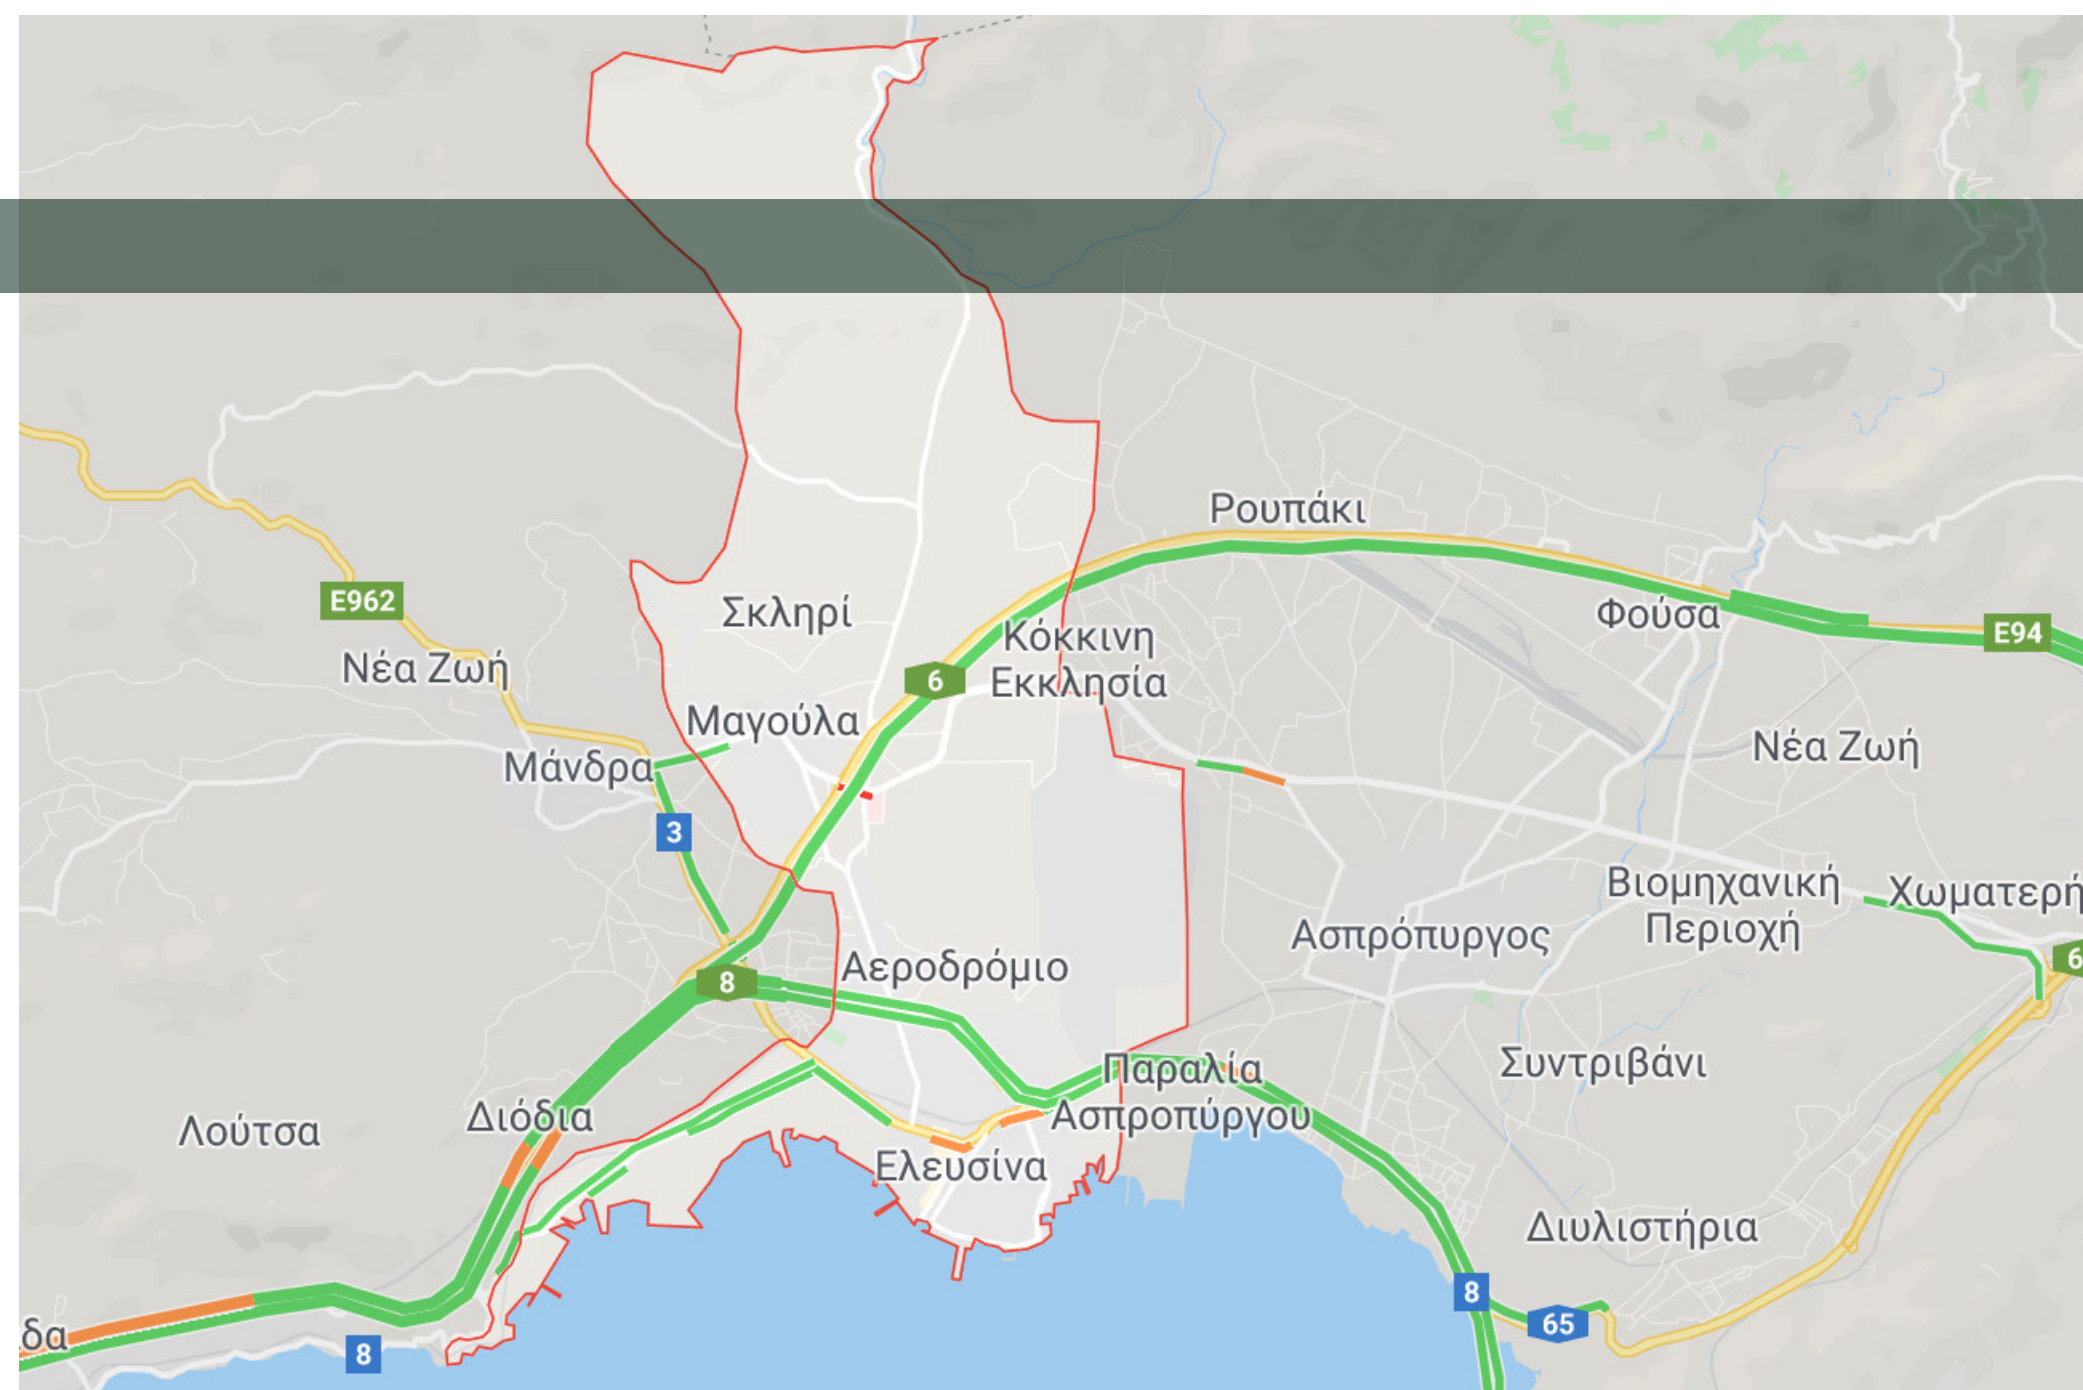 Ρουπάκι
E962
Σκληρί
Φούσα
E94
Κόκκινη
Εκκλησία
Νέα Ζωή
6
Μαγούλα
Νέα Ζωή
Μάνδρα
3
Βιομηχανική
Περιοχή
Χωματερή
Ασπρόπυργος
6
Αεροδρόμιο
8
Συντριβάνι
Παραλία
Ασπροπύργου
Διόδια
Λούτσα
Ελευσίνα
Διυλιστήρια
8
65
δα
8